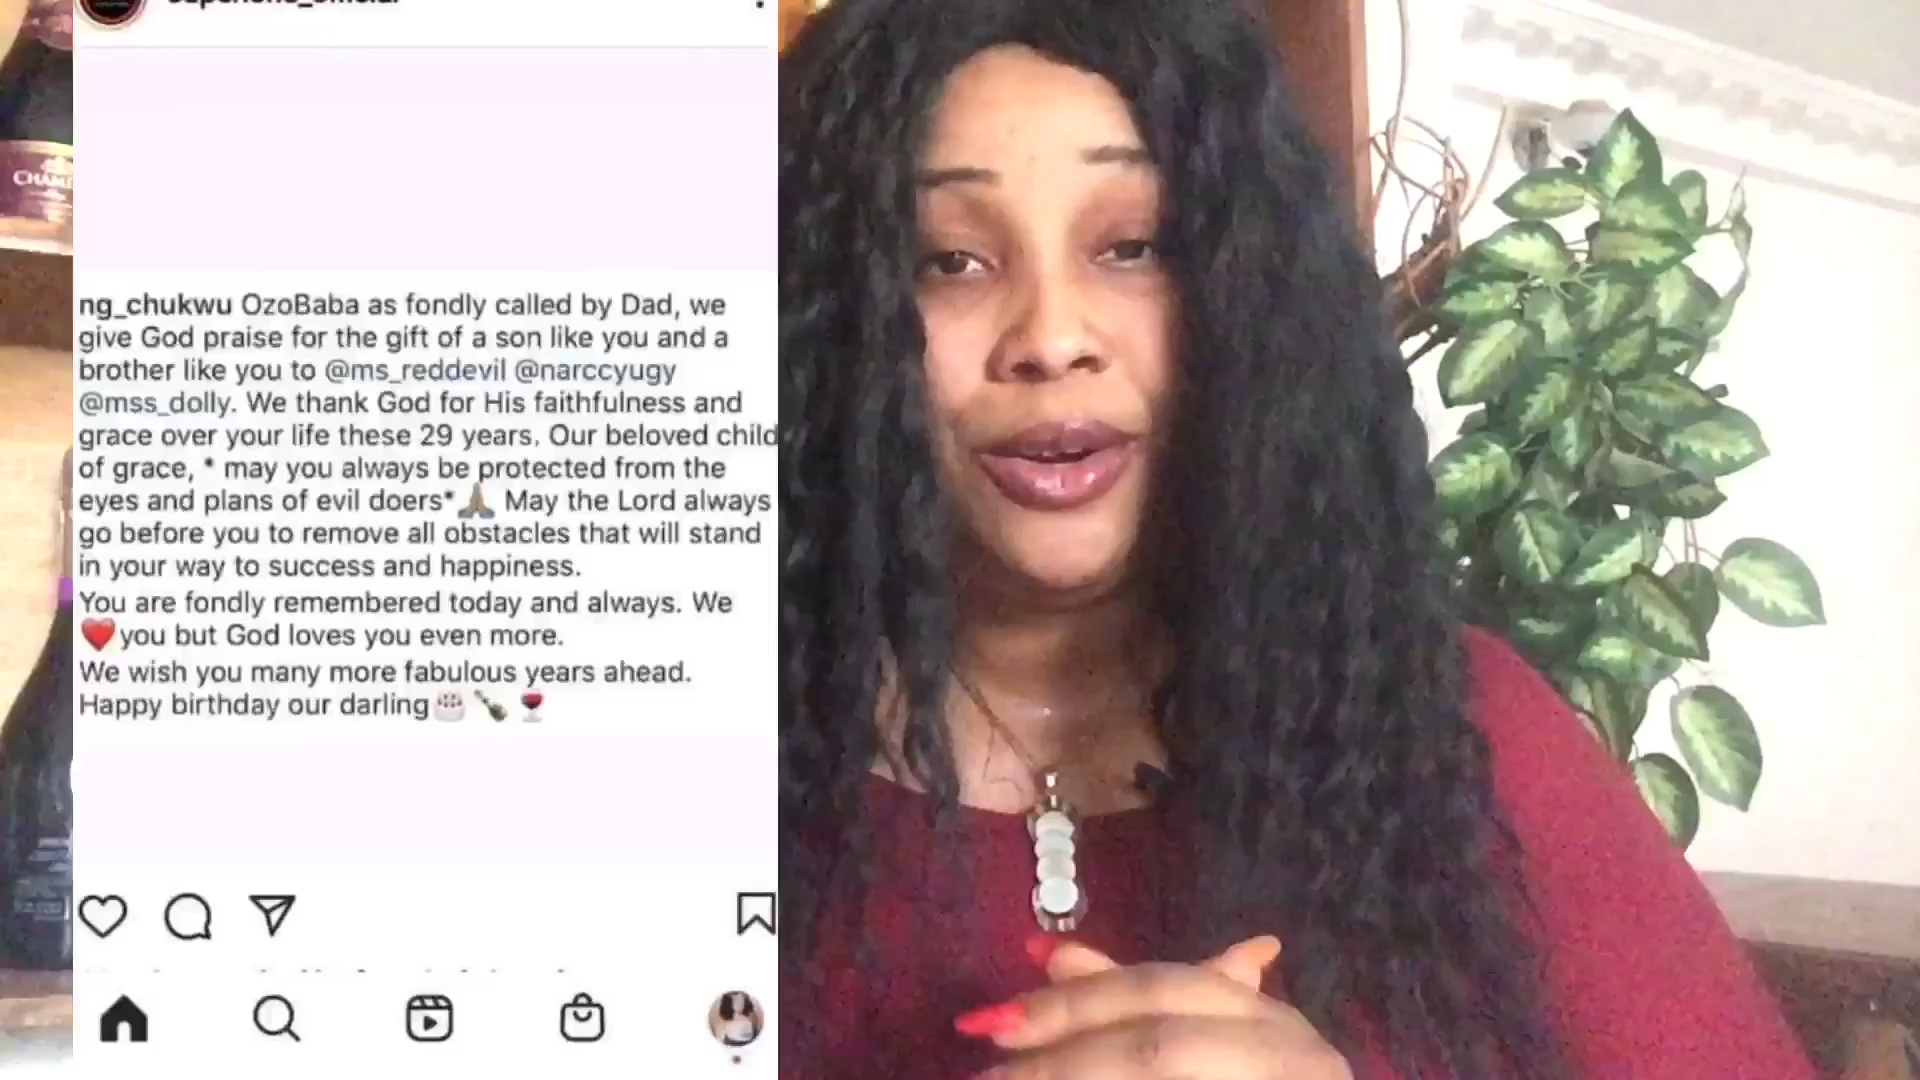 CHAM
ng_chukwu OzoBaba as fondly called by Dad, we
give God praise for the gift of a son like you and a
brother like you to @ms_reddevil @narccyugy
@mss_dolly. We thank God for His faithfulness and
grace over your life these 29 years. Our beloved child
of grace, * may you always be protected from the
eyes and plans of evil doers*🙏🏽 May the Lord always
go before you to remove all obstacles that will stand
in your way to success and happiness.
You are fondly remembered today and always. We
❤️you but God loves you even more.
We wish you many more fabulous years ahead.
Happy birthday our darling🎂🍾🍷